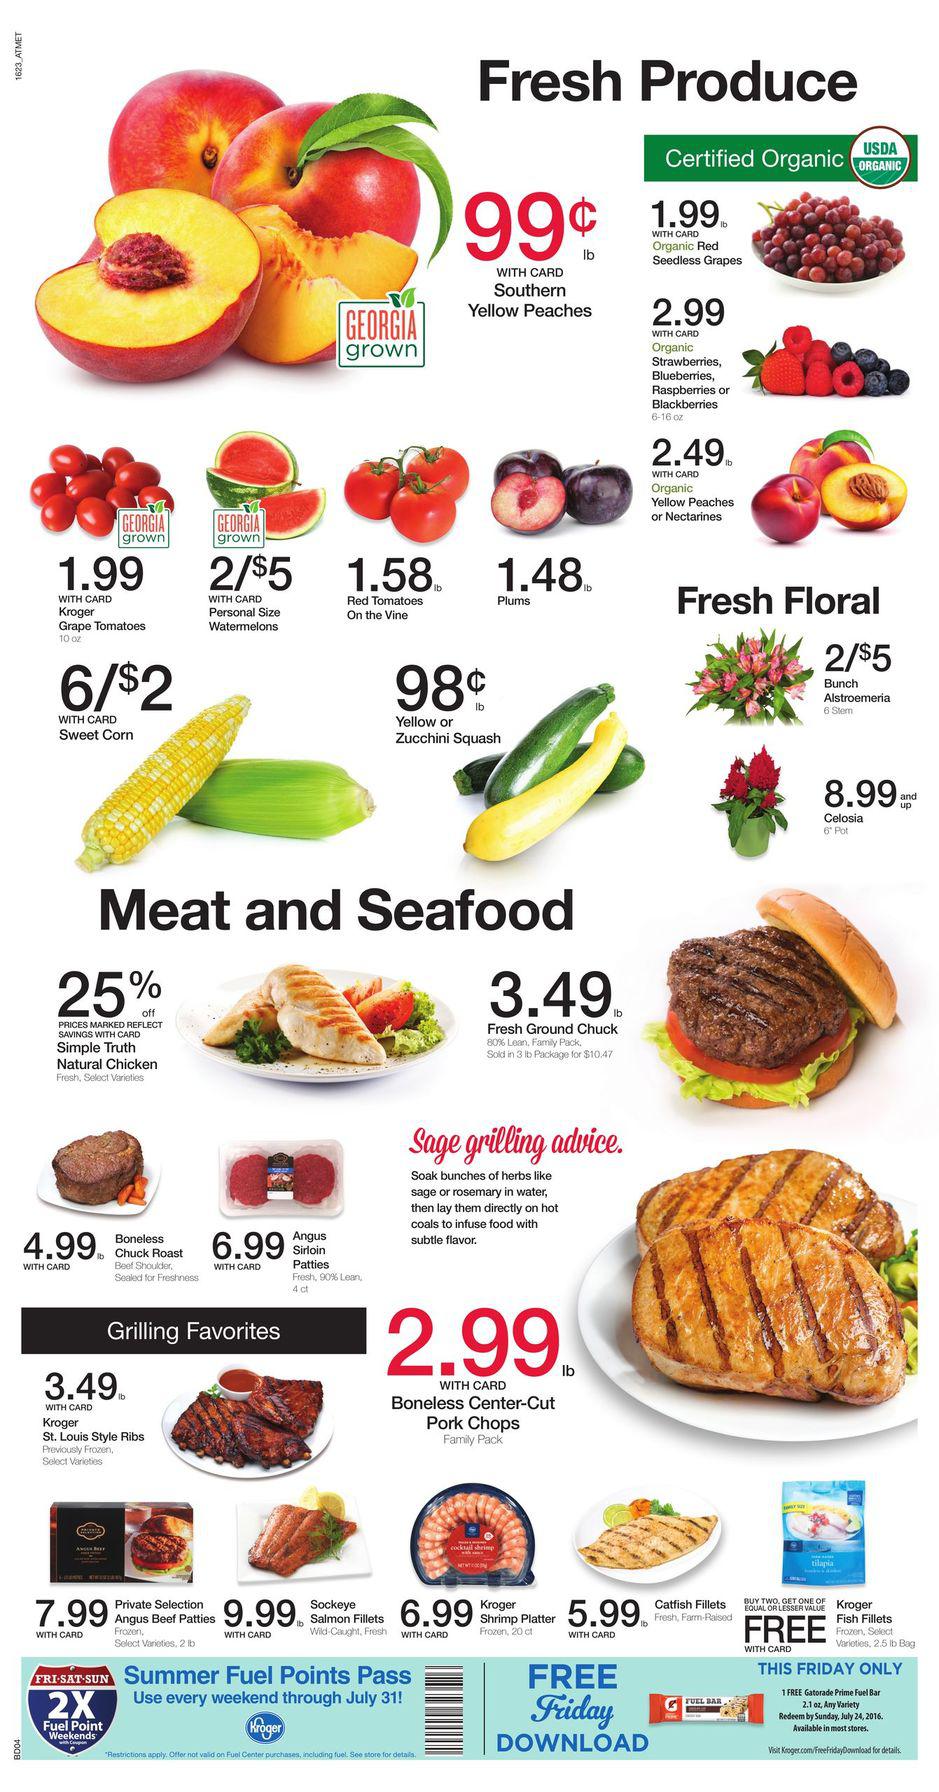 1623_ATMET
Fresh Produce
Certified Organic
USDA
ORGANIC
99¢
lb
WITH CARD
Southern
Yellow Peaches
GEORGIA
grown
1.99 lb
WITH CARD
Organic Red
Seedless Grapes
2.99
WITH CARD
Organic
Strawberries,
Blueberries,
Raspberries or
Blackberries
6-16 oz
2.49 lb
WITH CARD
Organic
Yellow Peaches
or Nectarines
GEORGIA
grown
1.99
WITH CARD
Kroger
Grape Tomatoes
10 oz
GEORGIA
grown
2/$5
WITH CARD
Personal Size
Watermelons
1.58 lb
Red Tomatoes
On the Vine
1.48 lb
Plums
Fresh Floral
2/$5
Bunch
Alstroemeria
6 Stem
8.99 and up
Celosia
6" Pot
6/$2
WITH CARD
Sweet Corn
98¢
lb
Yellow or
Zucchini Squash
Meat and Seafood
25%
off
PRICES MARKED REFLECT
SAVINGS WITH CARD
Simple Truth
Natural Chicken
Fresh, Select Varieties
3.49 lb
Fresh Ground Chuck
80% Lean, Family Pack,
Sold in 3 lb Package for $10.47
4.99 lb
WITH CARD
Boneless
Chuck Roast
Beef Shoulder,
Sealed for Freshness
6.99
WITH CARD
Angus
Sirloin
Patties
Fresh, 90% Lean,
4 ct
Sage grilling advice.
Soak bunches of herbs like
sage or rosemary in water,
then lay them directly on hot
coals to infuse food with
subtle flavor.
Grilling Favorites
3.49 lb
WITH CARD
Kroger
St. Louis Style Ribs
Previously Frozen,
Select Varieties
2.99 lb
WITH CARD
Boneless Center-Cut
Pork Chops
Family Pack
ANGUS BEEF
7.99
WITH CARD
Private Selection
Angus Beef Patties
Frozen,
Select Varieties, 2 lb
9.99 lb
WITH CARD
Sockeye
Salmon Fillets
Wild-Caught, Fresh
cocktail shrimp
6.99
WITH CARD
Kroger
Shrimp Platter
Frozen, 20 ct
5.99 lb
WITH CARD
Catfish Fillets
Fresh, Farm-Raised
FAMILY SIZE
tilapia
BUY TWO, GET ONE OF
EQUAL OR LESSER VALUE
FREE
WITH CARD
Kroger
Fish Fillets
Frozen, Select
Varieties, 2.5 lb Bag
FRI·SAT·SUN
2X
Fuel Point
Weekends
with Coupon
Summer Fuel Points Pass
Use every weekend through July 31!
Kroger
*Restrictions apply. Offer not valid on Fuel Center purchases, including fuel. See store for details.
FREE
Friday
DOWNLOAD
FUEL BAR
THIS FRIDAY ONLY
1 FREE Gatorade Prime Fuel Bar
2.1 oz, Any Variety
Redeem by Sunday, July 24, 2016.
Available in most stores.
Visit Kroger.com/FreeFridayDownload for details.
BD04